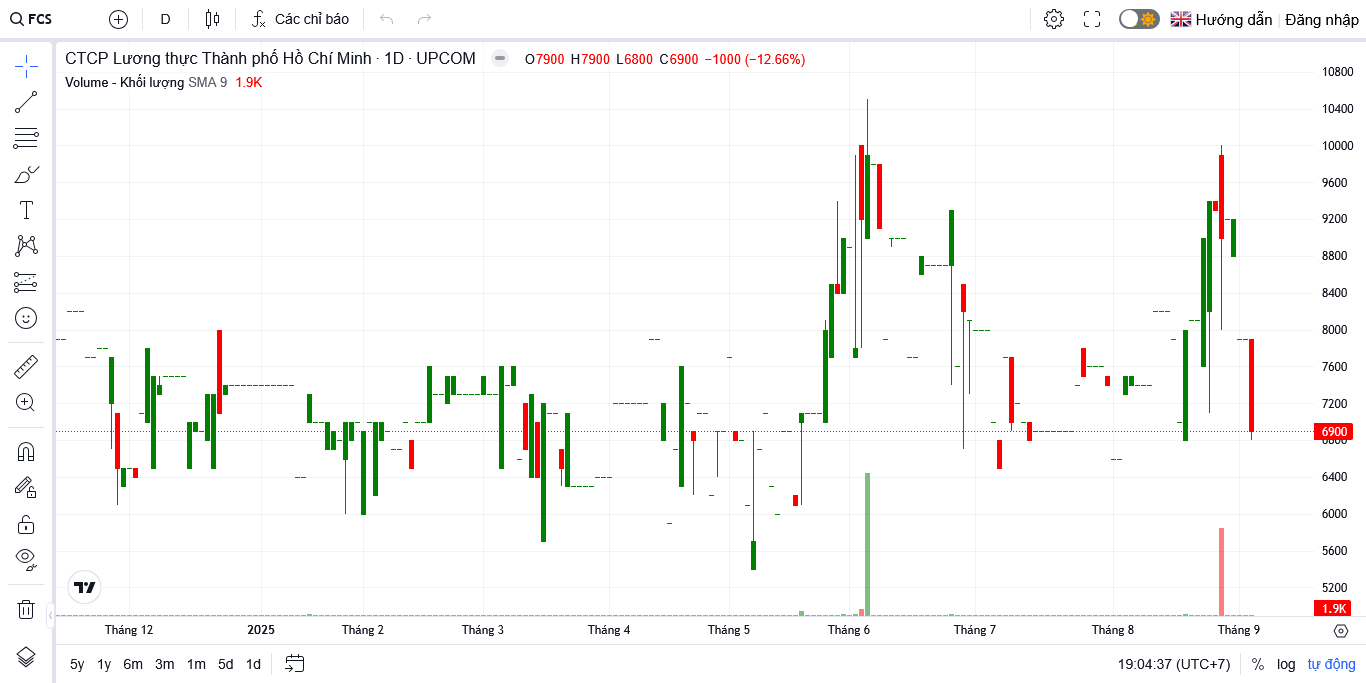 FCS D Các chỉ báo Hướng dẫn Đăng nhập
CTCP Lương thực Thành phố Hồ Chí Minh · 1D · UPCOM O7900 H7900 L6800 C6900 −1000 (−12.66%)
Volume - Khối lượng SMA 9 1.9K
10800
10400
10000
9600
9200
8800
8400
8000
7600
7200
6900
6800
6400
6000
5600
5200
1.9K
Tháng 12 2025 Tháng 2 Tháng 3 Tháng 4 Tháng 5 Tháng 6 Tháng 7 Tháng 8 Tháng 9
5y 1y 6m 3m 1m 5d 1d 19:04:37 (UTC+7) % log tự động